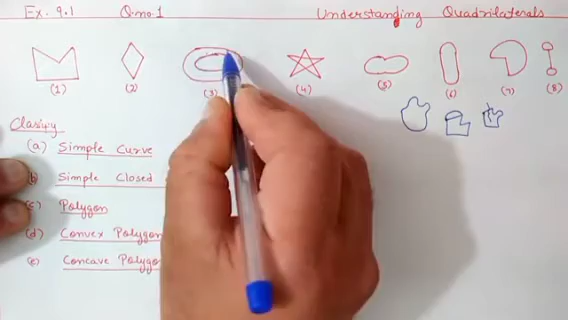 Ex. 9.1 Q.no.1 Understanding Quadrilaterals
(1) (2) (3) (4) (5) (6) (7) (8)
Classify
(a) Simple Curve
(b) Simple Closed
(c) Polygon
(d) Convex Polygon
(e) Concave Polygon